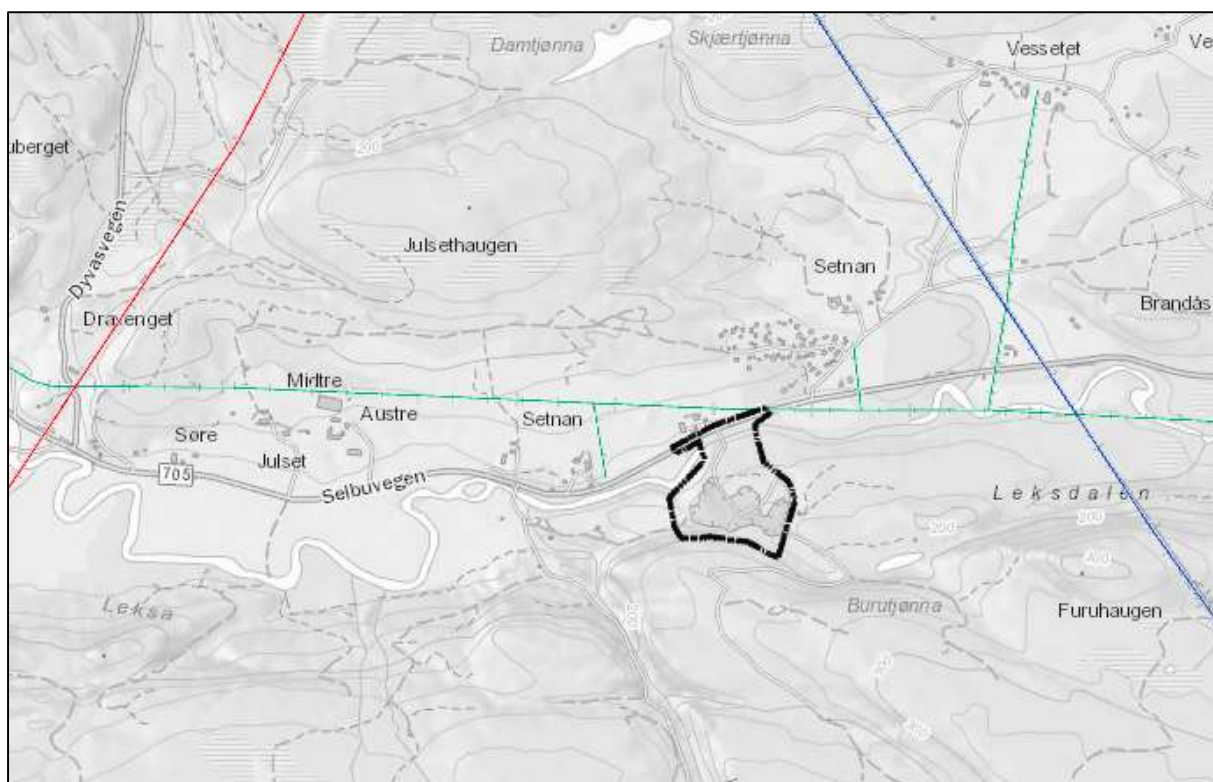 Damtjønna
Skjærtjønna
Vessetet
Ve
uberget
200
Dyvasvegen
Julsethaugen
Setnan
Brandås
Draxenget
Midtre
Austre
Setnan
Søre
Julset
705
Selbuvegen
Leksdalen
200
200
Leksa
Burutjønna
Furuhaugen
200